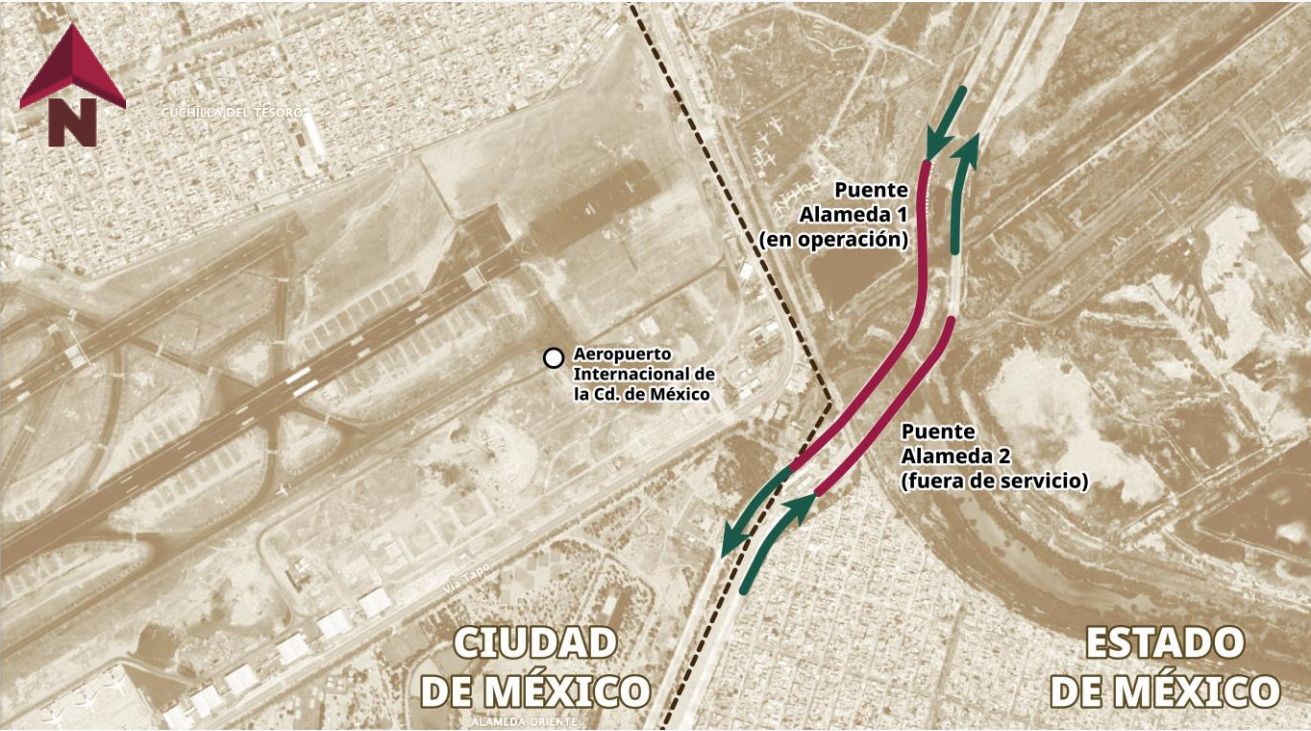 N
CUCHILLA DEL TESORO
Puente
Alameda 1
(en operación)
Aeropuerto
Internacional de
la Cd. de México
Puente
Alameda 2
(fuera de servicio)
Vía Tapo
CIUDAD
DE MÉXICO
ESTADO
DE MÉXICO
ALAMEDA ORIENTE